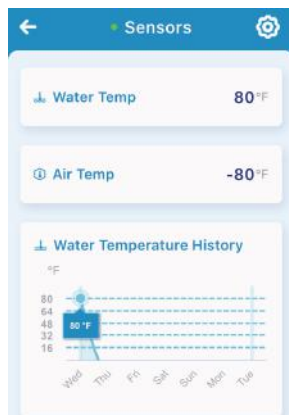 Sensors
Water Temp 80°F
Air Temp -80°F
Water Temperature History
°F
80
64
48 80 °F
32
16
Wed Thu Fri Sat Sun Mon Tue